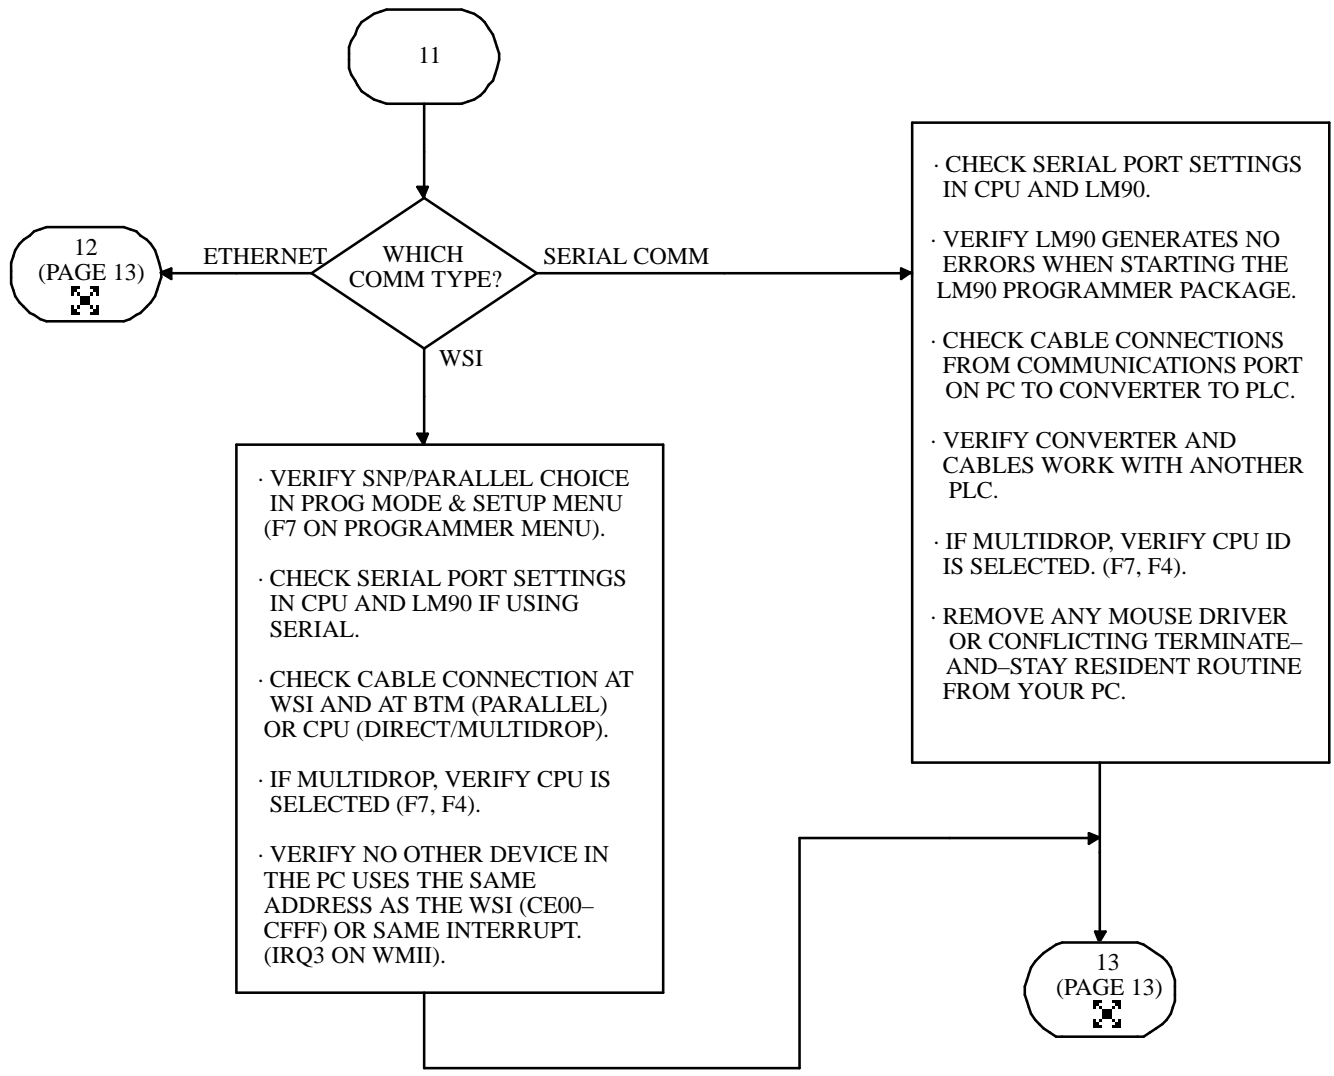 11
WHICH
COMM TYPE?
ETHERNET
SERIAL COMM
WSI
12
(PAGE 13)
· CHECK SERIAL PORT SETTINGS
IN CPU AND LM90.
· VERIFY LM90 GENERATES NO
ERRORS WHEN STARTING THE
LM90 PROGRAMMER PACKAGE.
· CHECK CABLE CONNECTIONS
FROM COMMUNICATIONS PORT
ON PC TO CONVERTER TO PLC.
· VERIFY CONVERTER AND
CABLES WORK WITH ANOTHER
PLC.
· IF MULTIDROP, VERIFY CPU ID
IS SELECTED. (F7, F4).
· REMOVE ANY MOUSE DRIVER
OR CONFLICTING TERMINATE–
AND–STAY RESIDENT ROUTINE
FROM YOUR PC.
· VERIFY SNP/PARALLEL CHOICE
IN PROG MODE & SETUP MENU
(F7 ON PROGRAMMER MENU).
· CHECK SERIAL PORT SETTINGS
IN CPU AND LM90 IF USING
SERIAL.
· CHECK CABLE CONNECTION AT
WSI AND AT BTM (PARALLEL)
OR CPU (DIRECT/MULTIDROP).
· IF MULTIDROP, VERIFY CPU IS
SELECTED (F7, F4).
· VERIFY NO OTHER DEVICE IN
THE PC USES THE SAME
ADDRESS AS THE WSI (CE00–
CFFF) OR SAME INTERRUPT.
(IRQ3 ON WMII).
13
(PAGE 13)